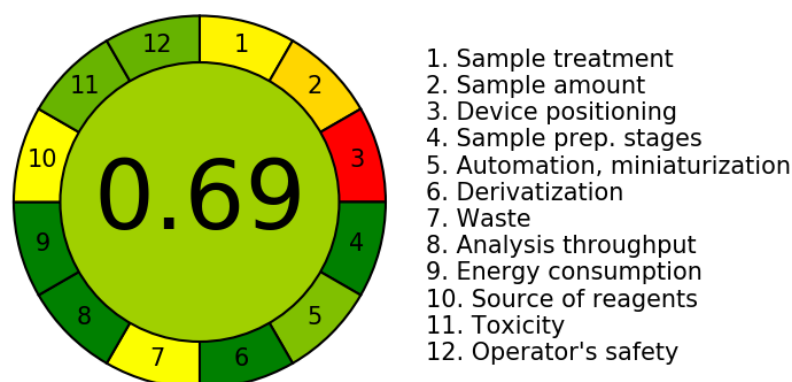 12
1
11
2
10
3
0.69
9
4
8
5
7
6
1. Sample treatment
2. Sample amount
3. Device positioning
4. Sample prep. stages
5. Automation, miniaturization
6. Derivatization
7. Waste
8. Analysis throughput
9. Energy consumption
10. Source of reagents
11. Toxicity
12. Operator's safety